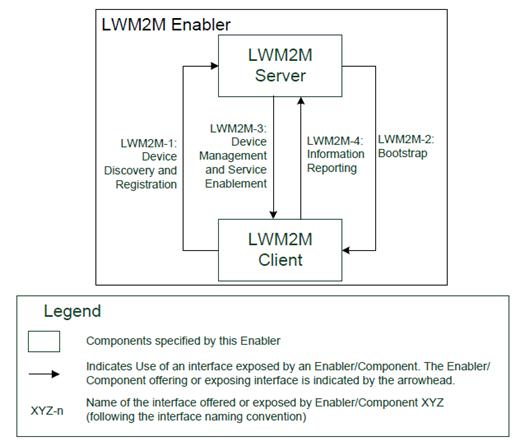 LWM2M Enabler
LWM2M
Server
LWM2M-1:
Device
Discovery and
Registration
LWM2M-3:
Device
Management
and Service
Enablement
LWM2M-4:
Information
Reporting
LWM2M-2:
Bootstrap
LWM2M
Client
Legend
Components specified by this Enabler
Indicates Use of an interface exposed by an Enabler/Component. The Enabler/
Component offering or exposing interface is indicated by the arrowhead.
XYZ-n
Name of the interface offered or exposed by Enabler/Component XYZ
(following the interface naming convention)